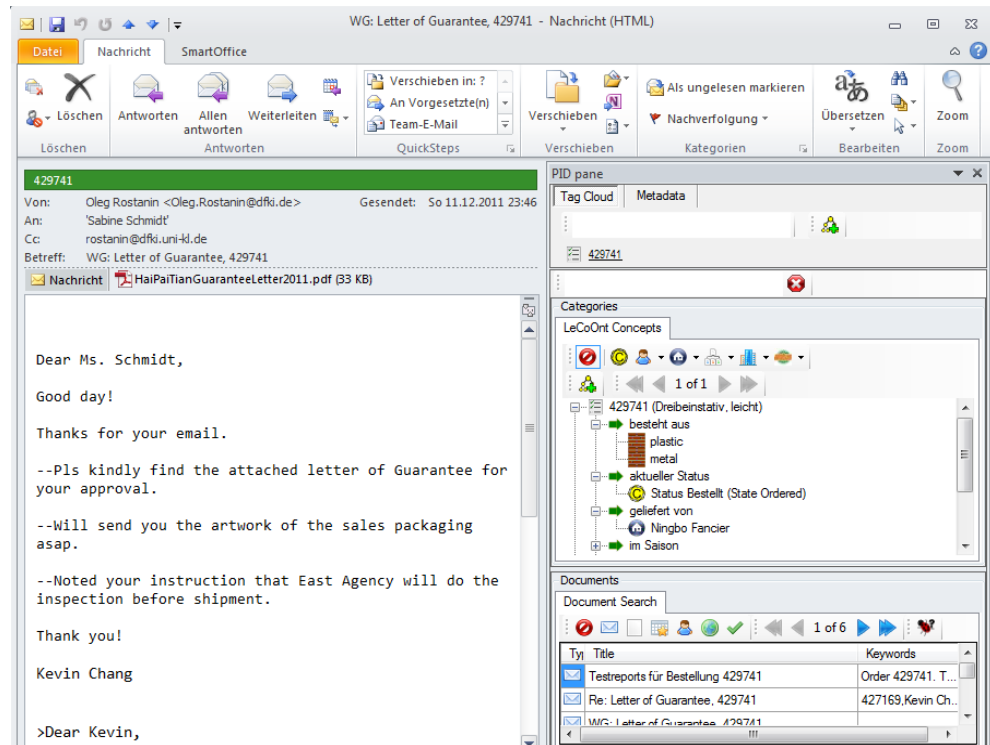 WG: Letter of Guarantee, 429741 - Nachricht (HTML)
Datei Nachricht SmartOffice
Löschen
Antworten
Allen antworten
Weiterleiten
Verschieben in: ?
An Vorgesetzte(n)
Team-E-Mail
Verschieben
Als ungelesen markieren
Nachverfolgung
Übersetzen
Zoom
Löschen Antworten QuickSteps Verschieben Kategorien Bearbeiten Zoom
429741
Von: Oleg Rostanin <Oleg.Rostanin@dfki.de> Gesendet: So 11.12.2011 23:46
An: 'Sabine Schmidt'
Cc: rostanin@dfki.uni-kl.de
Betreff: WG: Letter of Guarantee, 429741
Nachricht HaiPaiTianGuaranteeLetter2011.pdf (33 KB)
Dear Ms. Schmidt,
Good day!
Thanks for your email.
--Pls kindly find the attached letter of Guarantee for
your approval.
--Will send you the artwork of the sales packaging
asap.
--Noted your instruction that East Agency will do the
inspection before shipment.
Thank you!
Kevin Chang
>Dear Kevin,
PID pane
Tag Cloud Metadata
429741
Categories
LeCoOnt Concepts
1 of 1
429741 (Dreibeinstativ, leicht)
besteht aus
plastic
metal
aktueller Status
Status Bestellt (State Ordered)
geliefert von
Ningbo Fancier
im Saison
Documents
Document Search
1 of 6
Typ Title Keywords
Testreports für Bestellung 429741 Order 429741. T...
Re: Letter of Guarantee, 429741 427169,Kevin Ch..
WG: Letter of Guarantee, 429741